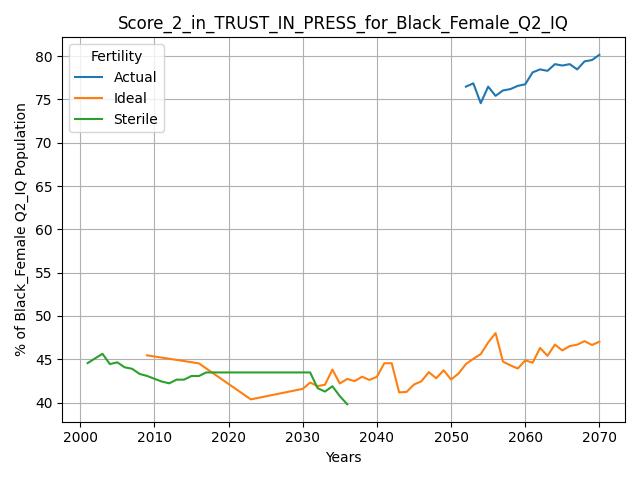 Score_2_in_TRUST_IN_PRESS_for_Black_Female_Q2_IQ
Fertility
Actual
Ideal
Sterile
% of Black_Female Q2_IQ Population
80
75
70
65
60
55
50
45
40
2000 2010 2020 2030 2040 2050 2060 2070
Years